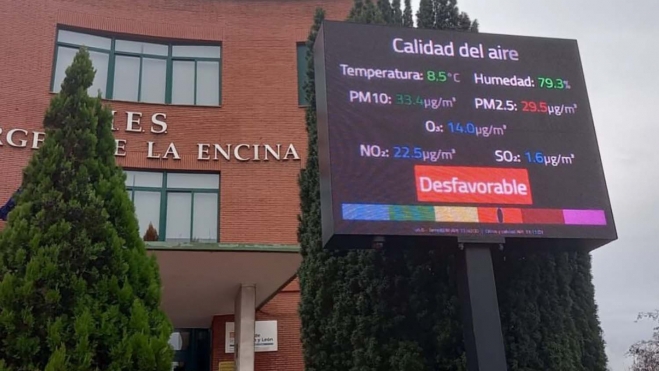 IES
RGE DE LA ENCINA
Calidad del aire
Temperatura: 8.5°C Humedad: 79.3%
PM10: 33.4µg/m³ PM2.5: 29.5µg/m³
O₃: 14.0µg/m³
NO₂: 22.5µg/m³ SO₂: 1.6µg/m³
Desfavorable
y León